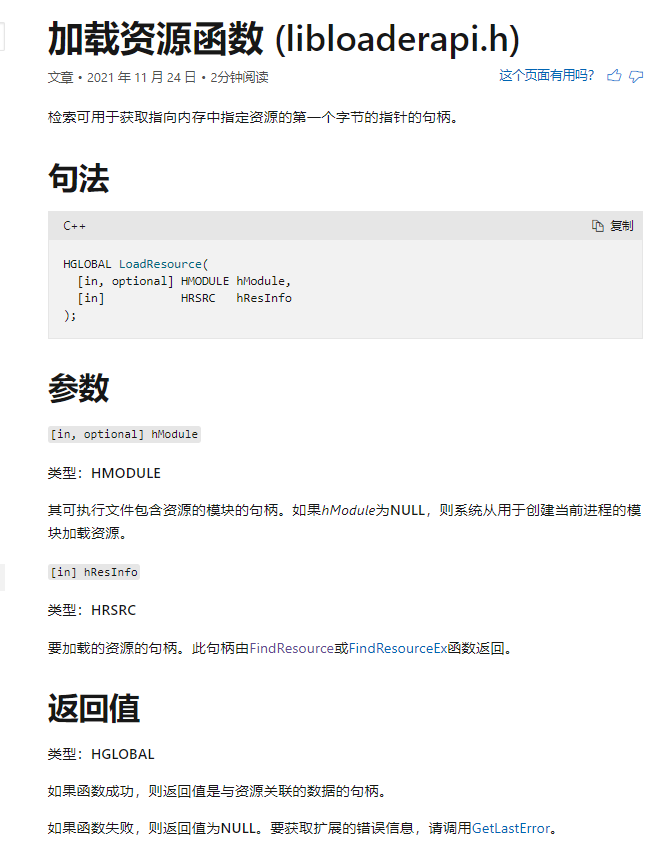 加载资源函数 (libloaderapi.h)
文章 • 2021 年 11 月 24 日 • 2分钟阅读
这个页面有用吗?
检索可用于获取指向内存中指定资源的第一个字节的指针的句柄。
句法
C++
复制
HGLOBAL LoadResource(
  [in, optional] HMODULE hModule,
  [in]           HRSRC   hResInfo
);
参数
[in, optional] hModule
类型：HMODULE
其可执行文件包含资源的模块的句柄。如果hModule为NULL，则系统从用于创建当前进程的模
块加载资源。
[in] hResInfo
类型：HRSRC
要加载的资源的句柄。此句柄由FindResource或FindResourceEx函数返回。
返回值
类型：HGLOBAL
如果函数成功，则返回值是与资源关联的数据的句柄。
如果函数失败，则返回值为NULL。要获取扩展的错误信息，请调用GetLastError。